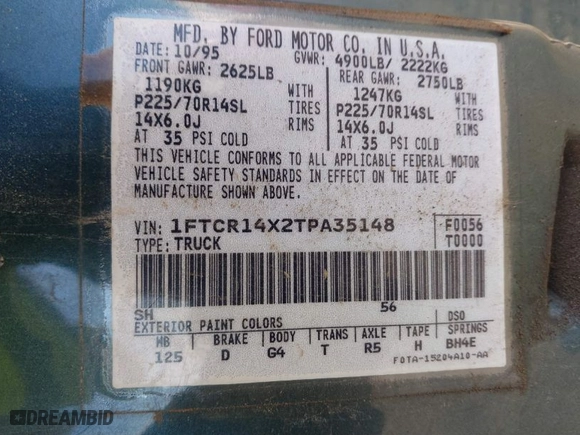 MFD. BY FORD MOTOR CO. IN U.S.A.
DATE: 10/95 GVWR: 4900LB/ 2222KG
FRONT GAWR: 2625LB REAR GAWR: 2750LB
1190KG WITH 1247KG WITH
P225/70R14SL TIRES P225/70R14SL TIRES
14X6.0J RIMS 14X6.0J RIMS
AT 35 PSI COLD AT 35 PSI COLD
THIS VEHICLE CONFORMS TO ALL APPLICABLE FEDERAL MOTOR
VEHICLE SAFETY STANDARDS IN EFFECT ON THE DATE OF
MANUFACTURE SHOWN ABOVE.
VIN: 1FTCR14X2TPA35148 F0056
TYPE: TRUCK T0000
SH 56
EXTERIOR PAINT COLORS DSO
WB BRAKE BODY TRANS AXLE TAPE SPRINGS
125 D G4 T R5 H BH4E
F0TA-15204A10-AA
DREAMBID